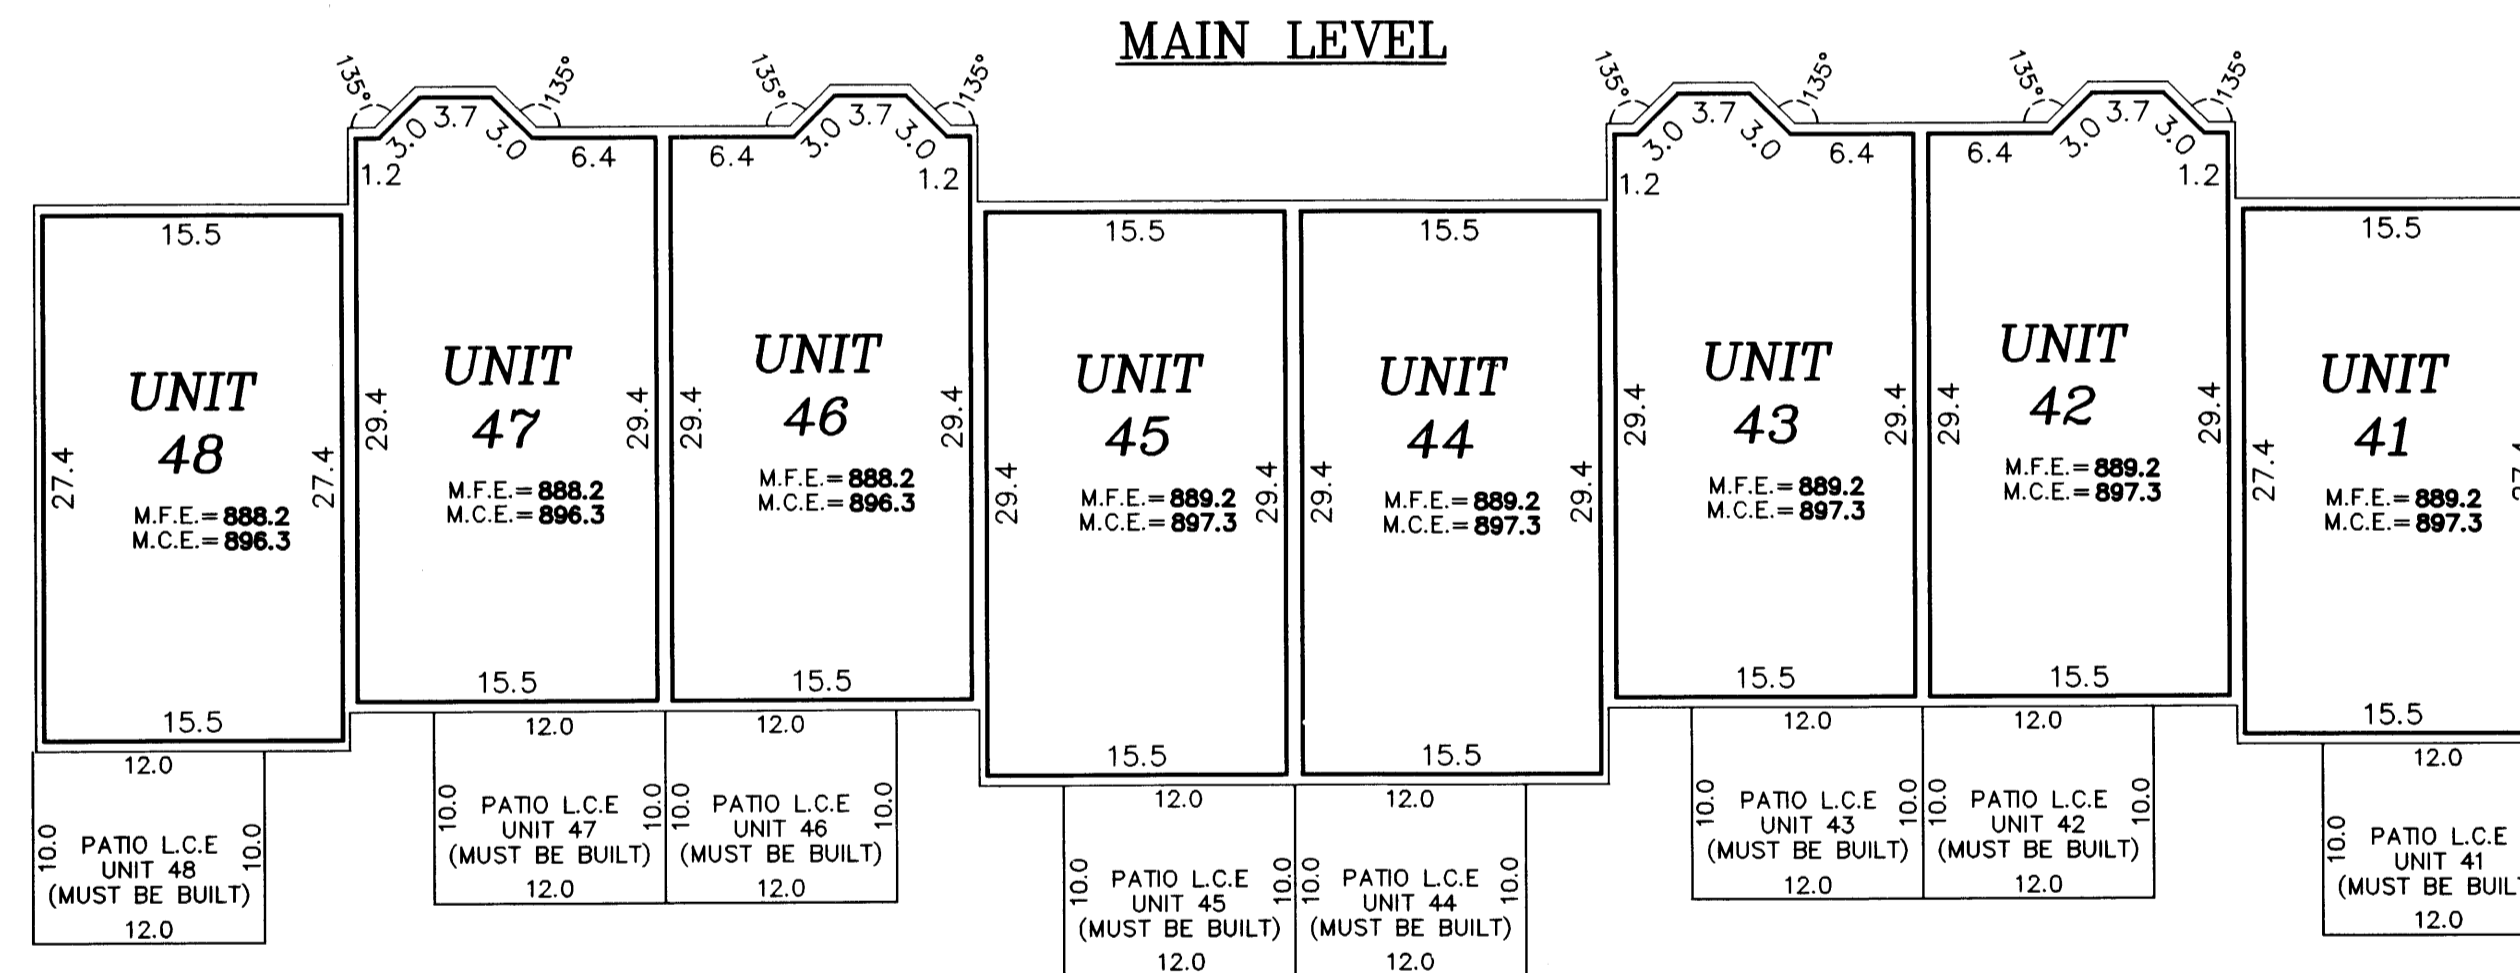 MAIN LEVEL
135°
135°
135°
135°
135°
135°
135°
135°
3.0
3.7
3.0
1.2
6.4
6.4
3.0
3.7
3.0
1.2
3.0
3.7
3.0
1.2
6.4
6.4
3.0
3.7
3.0
1.2
15.5
UNIT
48
M.F.E.=888.2
M.C.E.=896.3
27.4
27.4
15.5
12.0
10.0
10.0
PATIO L.C.E
UNIT 48
(MUST BE BUILT)
12.0
UNIT
47
M.F.E.=888.2
M.C.E.=896.3
29.4
29.4
15.5
12.0
10.0
10.0
PATIO L.C.E
UNIT 47
(MUST BE BUILT)
12.0
UNIT
46
M.F.E.=888.2
M.C.E.=896.3
29.4
29.4
15.5
12.0
10.0
10.0
PATIO L.C.E
UNIT 46
(MUST BE BUILT)
12.0
15.5
UNIT
45
M.F.E.=889.2
M.C.E.=897.3
29.4
29.4
15.5
12.0
10.0
10.0
PATIO L.C.E
UNIT 45
(MUST BE BUILT)
12.0
15.5
UNIT
44
M.F.E.=889.2
M.C.E.=897.3
29.4
29.4
15.5
12.0
10.0
10.0
PATIO L.C.E
UNIT 44
(MUST BE BUILT)
12.0
UNIT
43
M.F.E.=889.2
M.C.E.=897.3
29.4
29.4
15.5
12.0
10.0
10.0
PATIO L.C.E
UNIT 43
(MUST BE BUILT)
12.0
UNIT
42
M.F.E.=889.2
M.C.E.=897.3
29.4
29.4
15.5
12.0
10.0
10.0
PATIO L.C.E
UNIT 42
(MUST BE BUILT)
12.0
15.5
UNIT
41
M.F.E.=889.2
M.C.E.=897.3
27.4
15.5
12.0
10.0
PATIO L.C.E
UNIT 41
(MUST BE BUIL
12.0